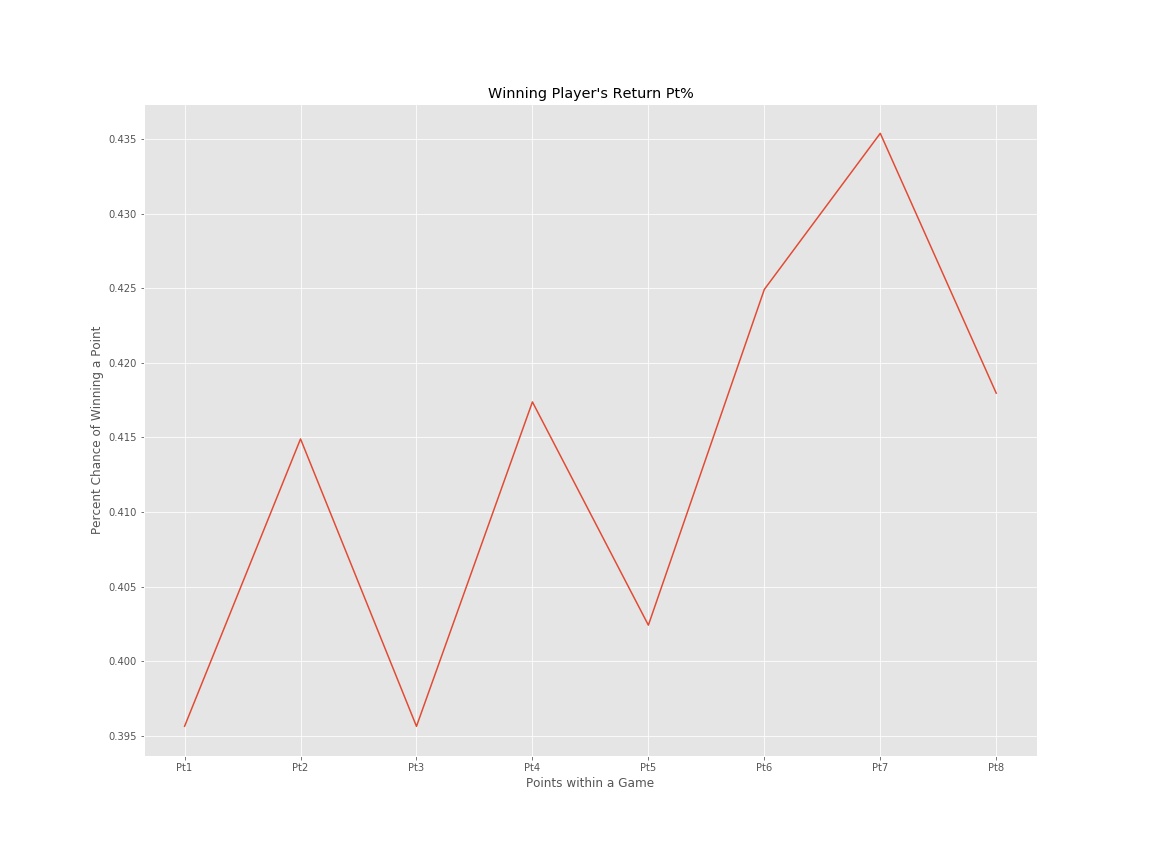 Winning Player's Return Pt%
Percent Chance of Winning a Point
0.435
0.430
0.425
0.420
0.415
0.410
0.405
0.400
0.395
Pt1 Pt2 Pt3 Pt4 Pt5 Pt6 Pt7 Pt8
Points within a Game